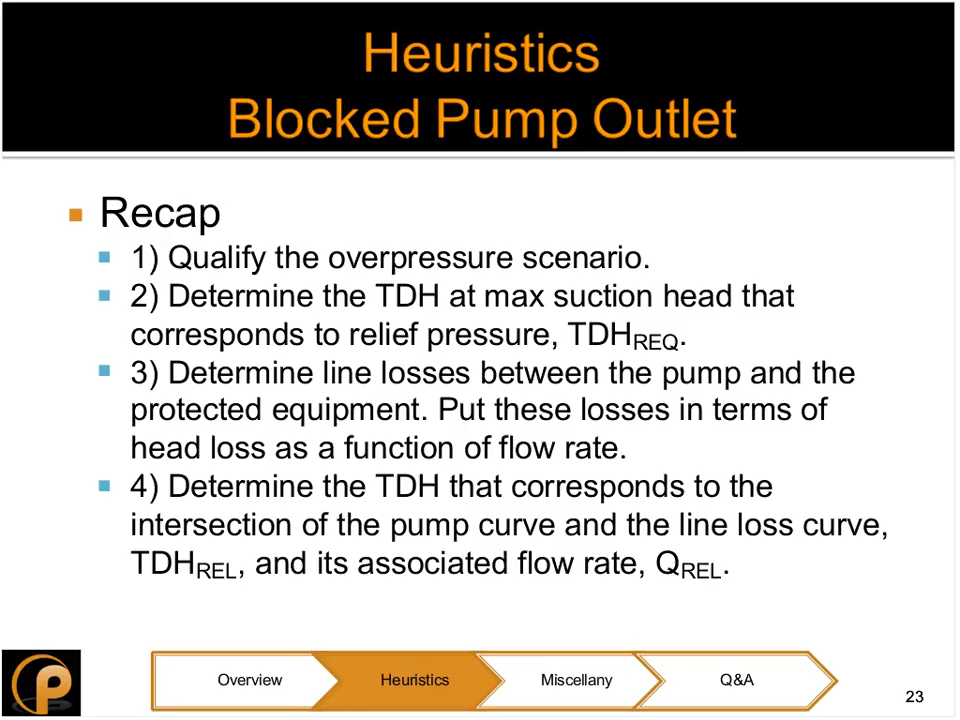 Heuristics
Blocked Pump Outlet
Recap
1) Qualify the overpressure scenario.
2) Determine the TDH at max suction head that
corresponds to relief pressure, TDHREQ.
3) Determine line losses between the pump and the
protected equipment. Put these losses in terms of
head loss as a function of flow rate.
4) Determine the TDH that corresponds to the
intersection of the pump curve and the line loss curve,
TDHREL, and its associated flow rate, QREL.
Overview
Heuristics
Miscellany
Q&A
23